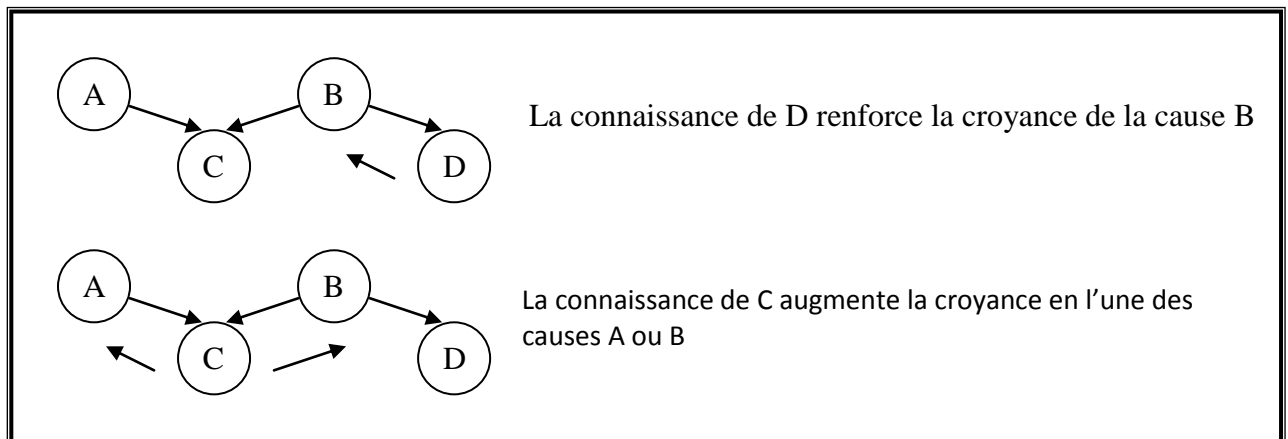 A
B
La connaissance de D renforce la croyance de la cause B
C
D
A
B
La connaissance de C augmente la croyance en l’une des
causes A ou B
C
D